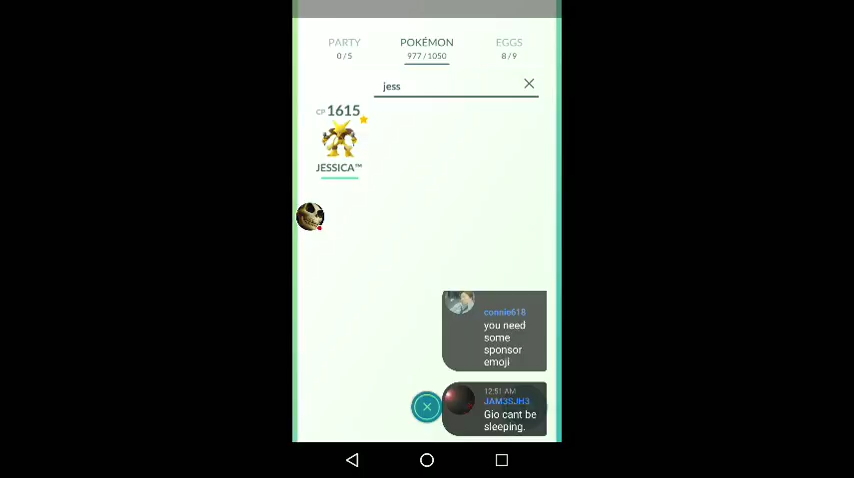 PARTY
POKÉMON
EGGS
0 / 5
977 / 1050
8 / 9
jess
CP 1615
JESSICA™
connie618
you need
some
sponsor
emoji
12:51 AM
JAM3SJH3
Gio cant be
sleeping.